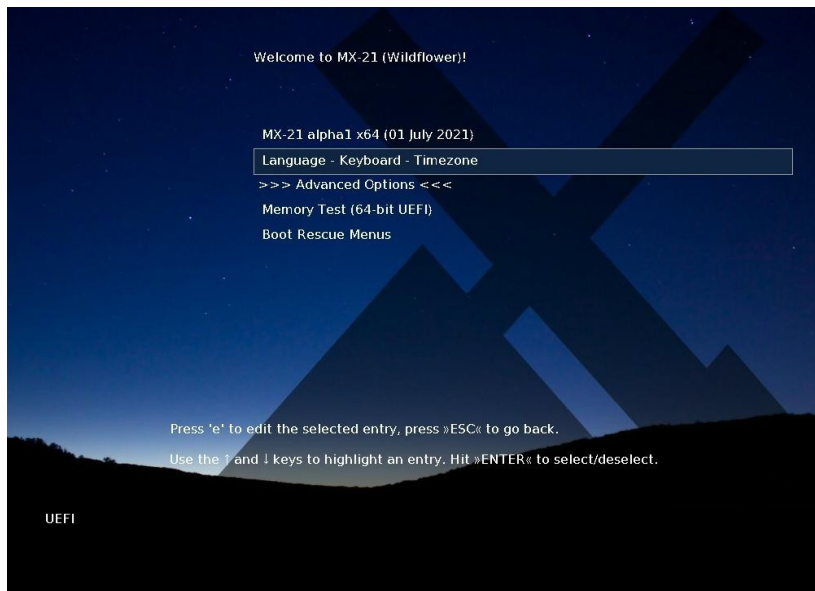 Welcome to MX-21 (Wildflower)!
MX-21 alpha1 x64 (01 July 2021)
Language - Keyboard - Timezone
>>> Advanced Options <<<
Memory Test (64-bit UEFI)
Boot Rescue Menus
Press 'e' to edit the selected entry, press »ESC« to go back.
Use the ↑ and ↓ keys to highlight an entry. Hit »ENTER« to select/deselect.
UEFI